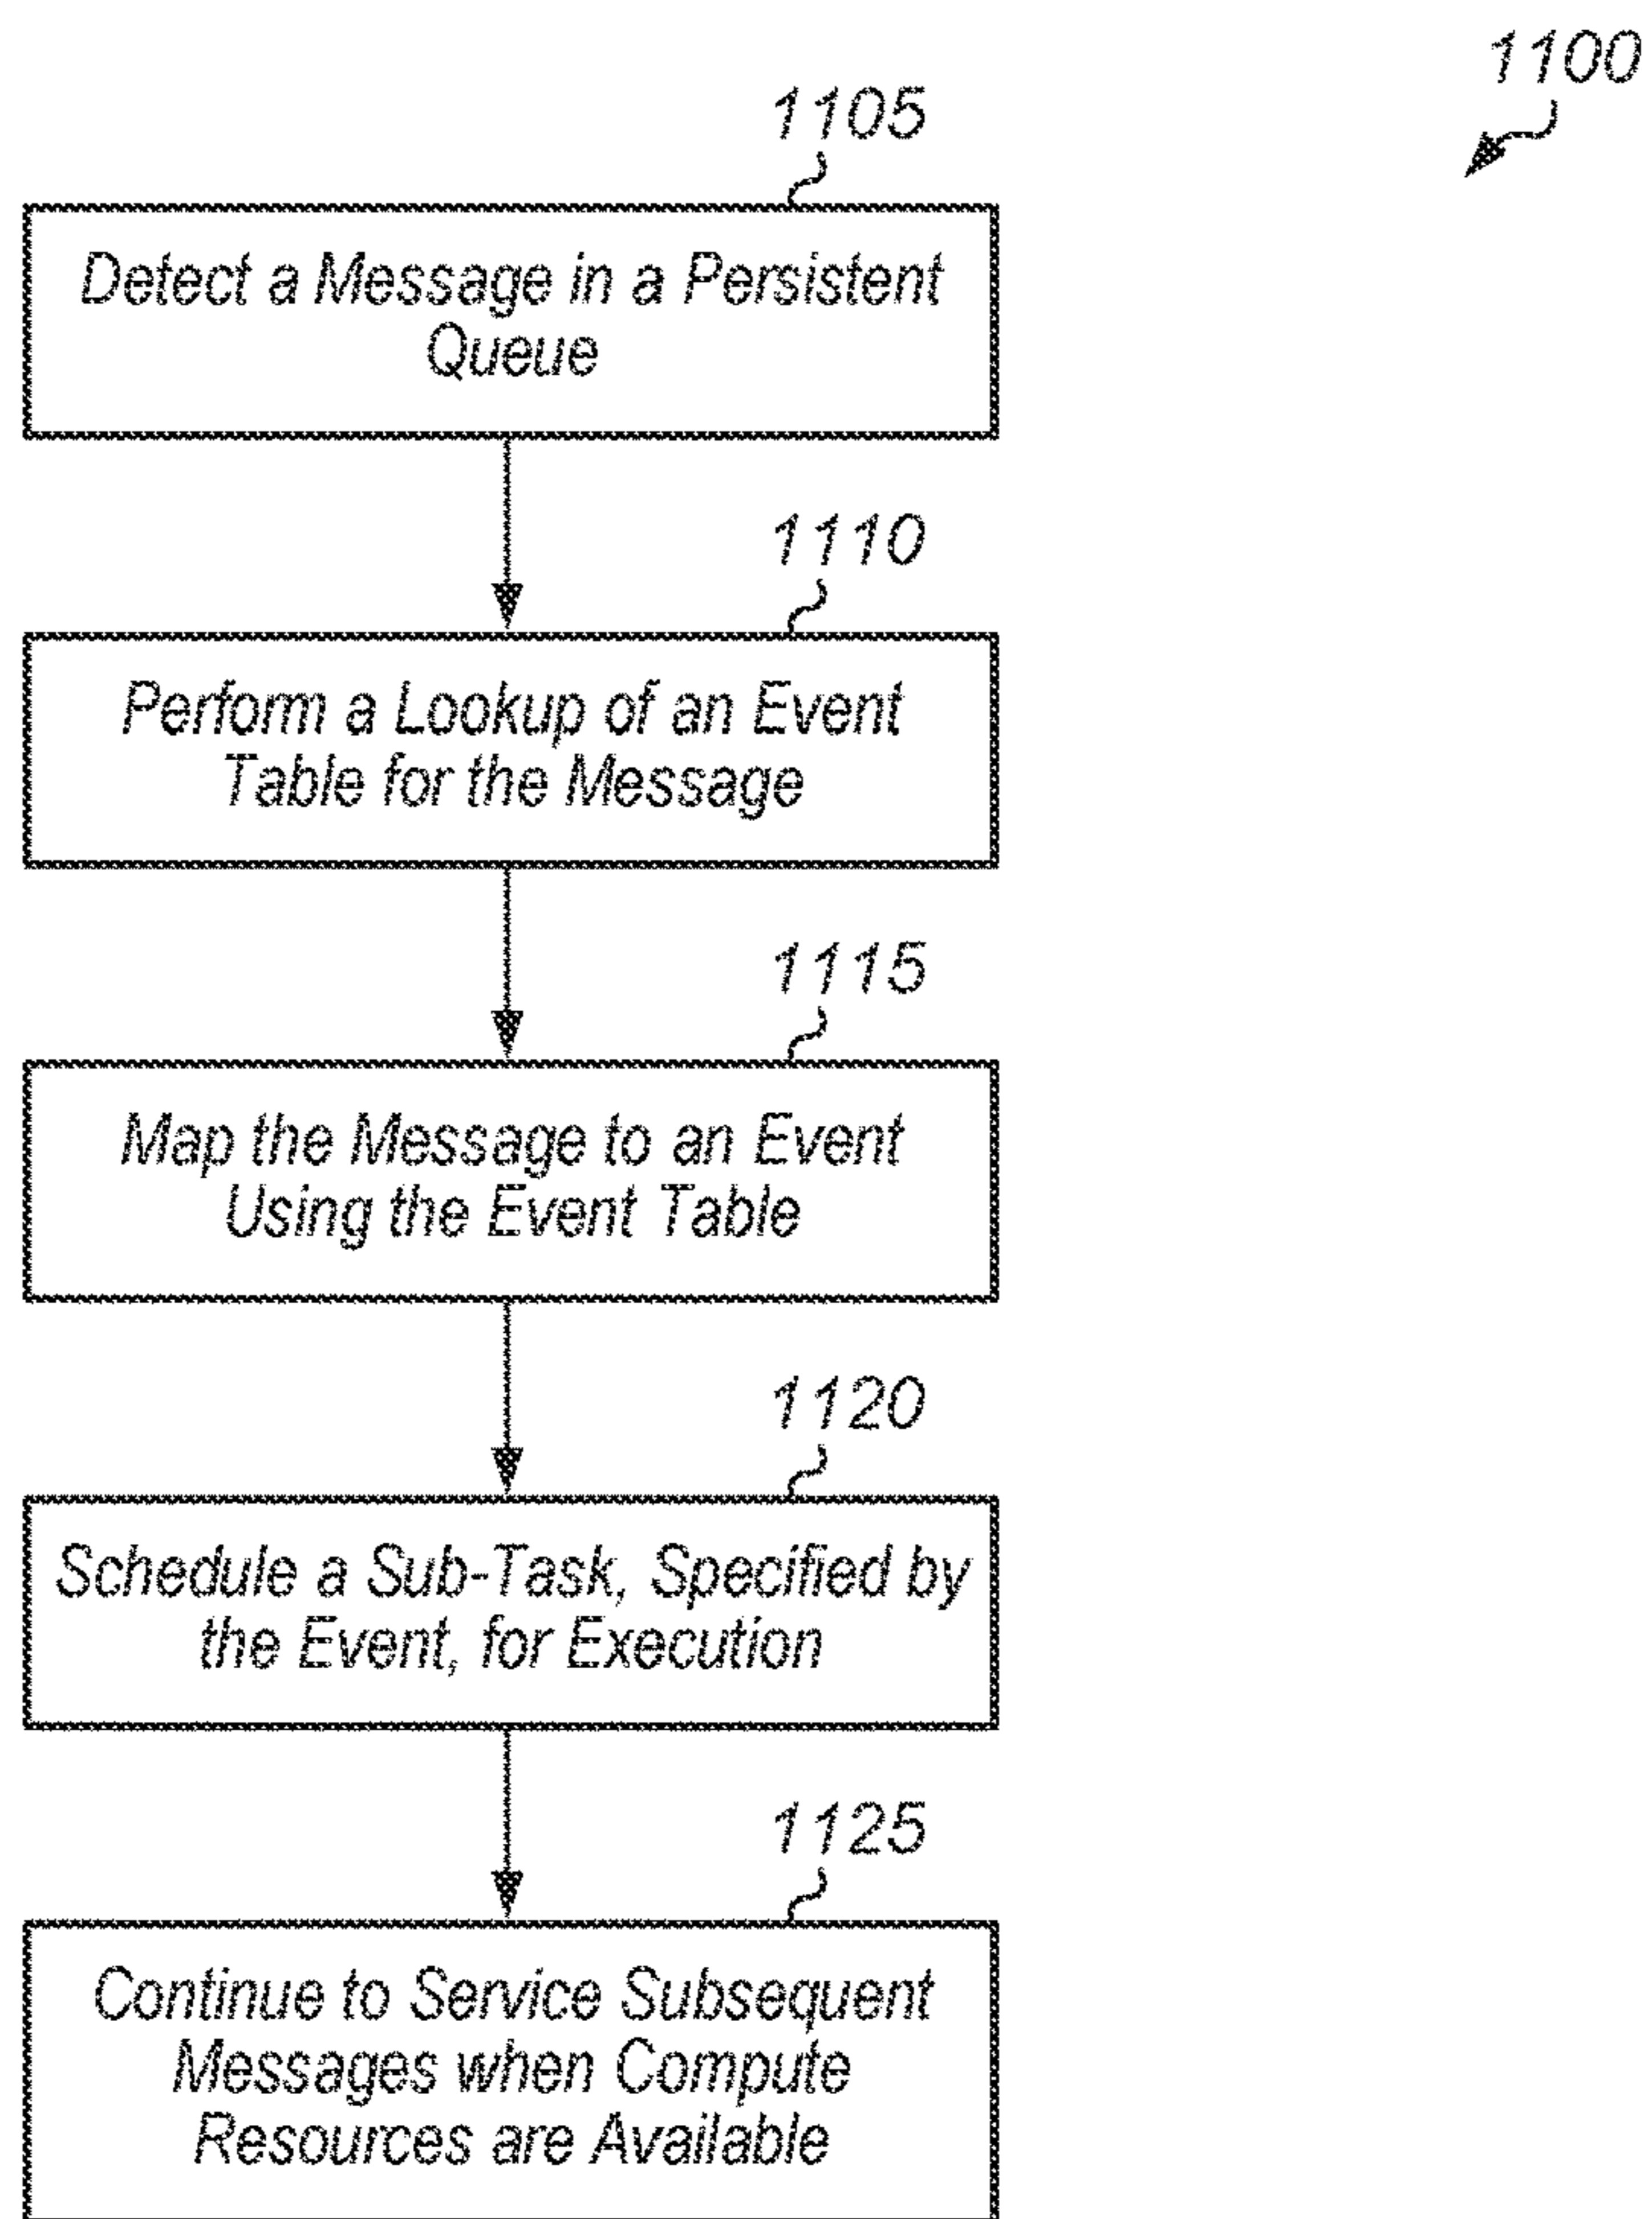 1100
1105
Detect a Message in a Persistent
Queue
1110
Perform a Lookup of an Event
Table for the Message
1115
Map the Message to an Event
Using the Event Table
1120
Schedule a Sub-Task, Specified by
the Event, for Execution
1125
Continue to Service Subsequent
Messages when Compute
Resources are Available